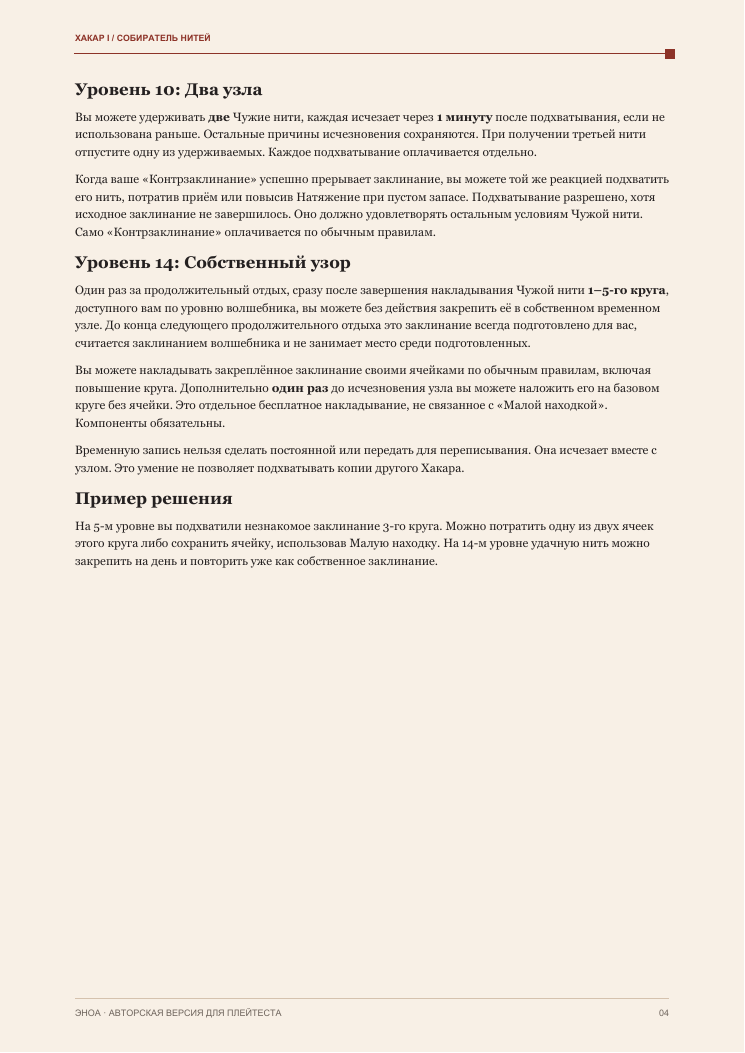 ХАКАР I / СОБИРАТЕЛЬ НИТЕЙ
Уровень 10: Два узла
Вы можете удерживать две Чужие нити, каждая исчезает через 1 минуту после подхватывания, если не
использована раньше. Остальные причины исчезновения сохраняются. При получении третьей нити
отпустите одну из удерживаемых. Каждое подхватывание оплачивается отдельно.
Когда ваше «Контрзаклинание» успешно прерывает заклинание, вы можете той же реакцией подхватить
его нить, потратив приём или повысив Натяжение при пустом запасе. Подхватывание разрешено, хотя
исходное заклинание не завершилось. Оно должно удовлетворять остальным условиям Чужой нити.
Само «Контрзаклинание» оплачивается по обычным правилам.
Уровень 14: Собственный узор
Один раз за продолжительный отдых, сразу после завершения накладывания Чужой нити 1–5-го круга,
доступного вам по уровню волшебника, вы можете без действия закрепить её в собственном временном
узле. До конца следующего продолжительного отдыха это заклинание всегда подготовлено для вас,
считается заклинанием волшебника и не занимает место среди подготовленных.
Вы можете накладывать закреплённое заклинание своими ячейками по обычным правилам, включая
повышение круга. Дополнительно один раз до исчезновения узла вы можете наложить его на базовом
круге без ячейки. Это отдельное бесплатное накладывание, не связанное с «Малой находкой».
Компоненты обязательны.
Временную запись нельзя сделать постоянной или передать для переписывания. Она исчезает вместе с
узлом. Это умение не позволяет подхватывать копии другого Хакара.
Пример решения
На 5-м уровне вы подхватили незнакомое заклинание 3-го круга. Можно потратить одну из двух ячеек
этого круга либо сохранить ячейку, использовав Малую находку. На 14-м уровне удачную нить можно
закрепить на день и повторить уже как собственное заклинание.
ЭНОА · АВТОРСКАЯ ВЕРСИЯ ДЛЯ ПЛЕЙТЕСТА
04